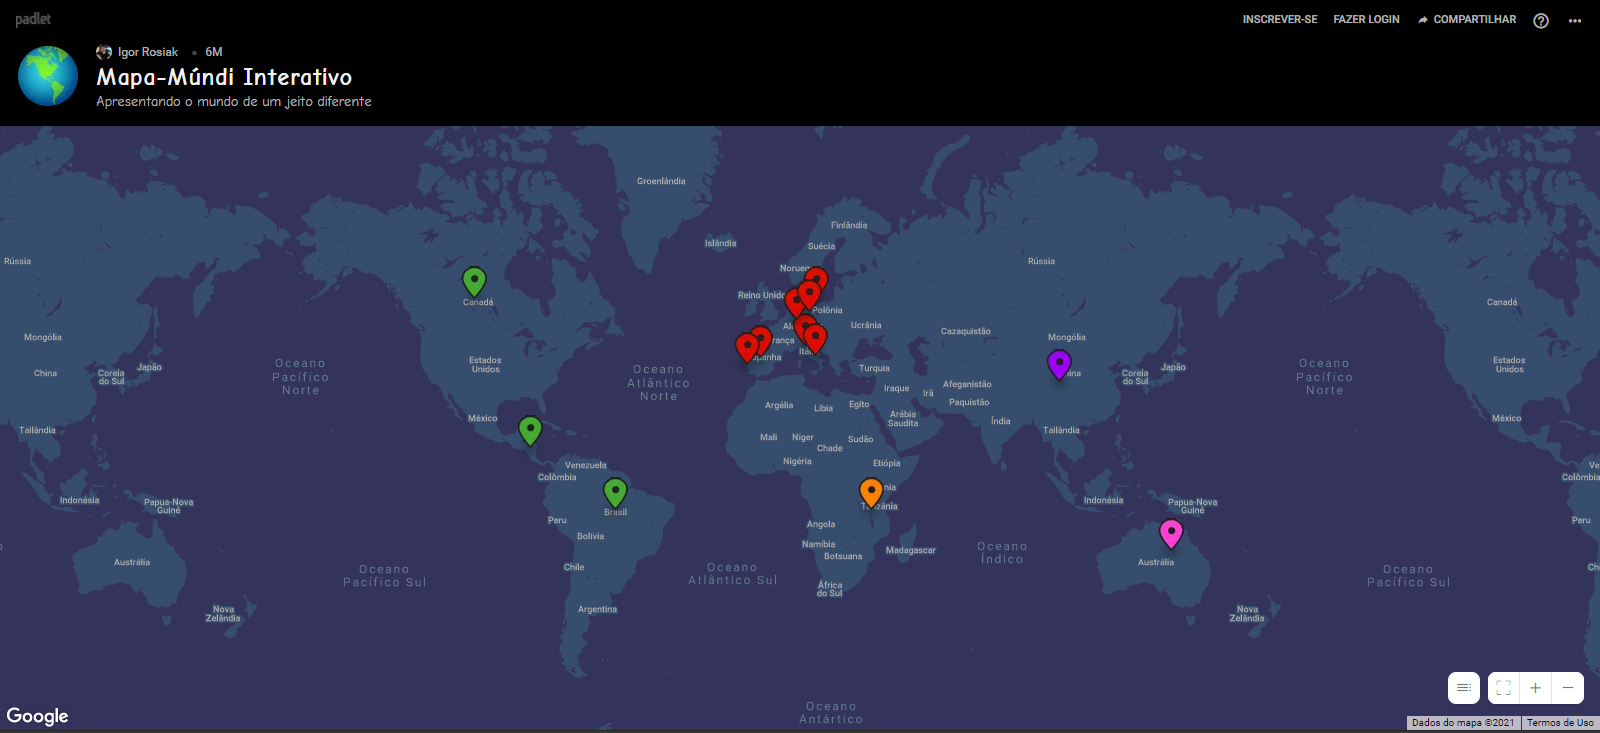 padlet
INSCREVER-SE
FAZER LOGIN
COMPARTILHAR
Igor Rosiak
6M
Mapa-Múndi Interativo
Apresentando o mundo de um jeito diferente
Groenlândia
Finlândia
Islândia
Suécia
Rússia
Norueg
Rússia
Reino Unido
Canadá
Canadá
Polônia
Ucrânia
Al
Cazaquistão
Mongólia
Mongólia
rança
Itál
panha
Estados
Unidos
Estados
Unidos
Oceano
Pacífico
Norte
Oceano
Atlântico
Norte
Oceano
Pacífico
Norte
China
Coreia
do Sul
Japão
Turquia
ina
Coreia
do Sul
Japão
Iraque
Irã
Afeganistão
Paquistão
Argélia
Líbia
Egito
Arábia
Saudita
Índia
México
México
Tailândia
Tailândia
Mali
Níger
Chade
Sudão
Nigéria
Etiópia
Venezuela
Colômbia
Ve
Colômbia
nia
Tanzânia
Indonésia
Papua-Nova
Guiné
Indonésia
Papua-Nova
Guiné
Brasil
Peru
Peru
Angola
Bolívia
Namíbia
Botsuana
Madagascar
Oceano
Índico
o
Austrália
Austrália
Chile
Ch
Oceano
Pacífico Sul
Oceano
Atlântico Sul
Oceano
Pacífico Sul
África
do Sul
Argentina
Nova
Zelândia
Nova
Zelândia
Oceano
Antártico
Google
Dados do mapa ©2021
Termos de Uso